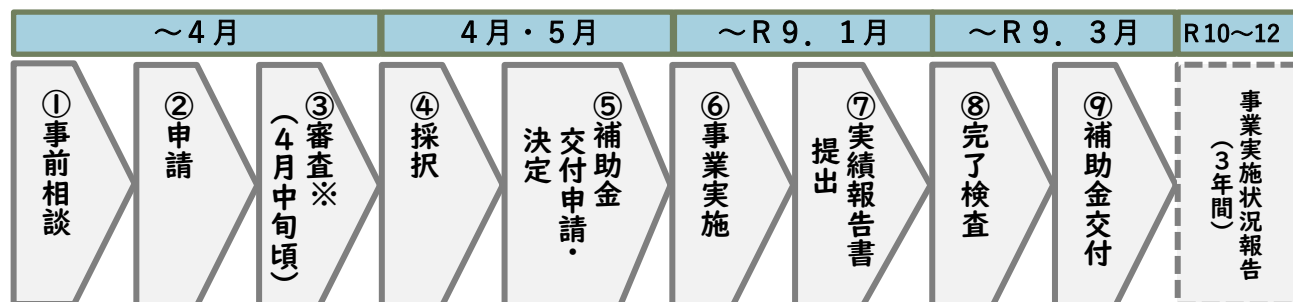 ～４月
４月・５月
～Ｒ９．１月
～Ｒ９．３月
Ｒ10～12
①事前相談
②申請
③審査※
（４月中旬頃）
④採択
⑤補助金
交付申請・
決定
⑥事業実施
⑦実績報告書
提出
⑧完了検査
⑨補助金交付
事業実施状況報告
（３年間）